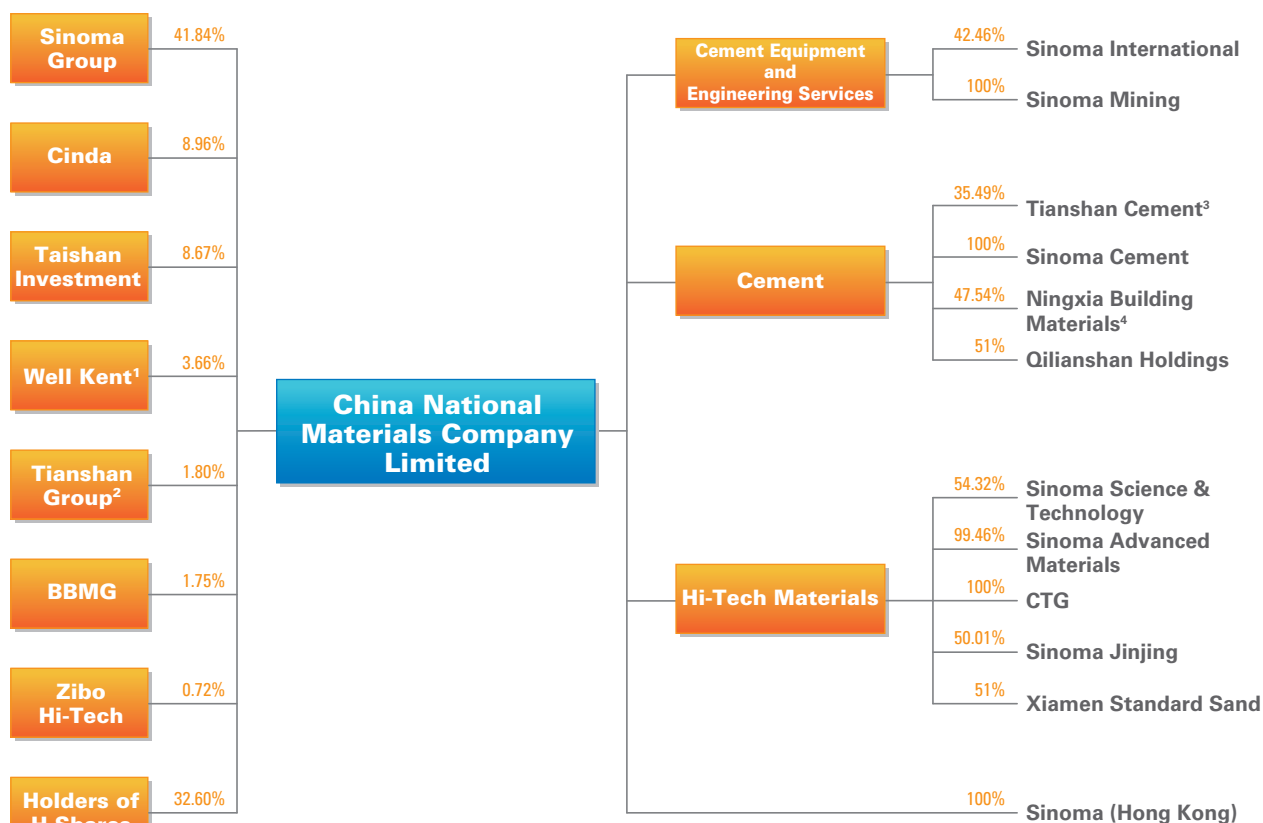 Sinoma
Group
41.84%
Cinda
8.96%
Taishan
Investment
8.67%
Well Kent¹
3.66%
Tianshan
Group²
1.80%
BBMG
1.75%
Zibo
Hi-Tech
0.72%
Holders of
H Shares
32.60%
China National
Materials Company
Limited
Cement Equipment
and
Engineering Services
42.46%
Sinoma International
100%
Sinoma Mining
Cement
35.49%
Tianshan Cement³
100%
Sinoma Cement
47.54%
Ningxia Building
Materials⁴
51%
Qilianshan Holdings
Hi-Tech Materials
54.32%
Sinoma Science &
Technology
99.46%
Sinoma Advanced
Materials
100%
CTG
50.01%
Sinoma Jinjing
51%
Xiamen Standard Sand
100%
Sinoma (Hong Kong)